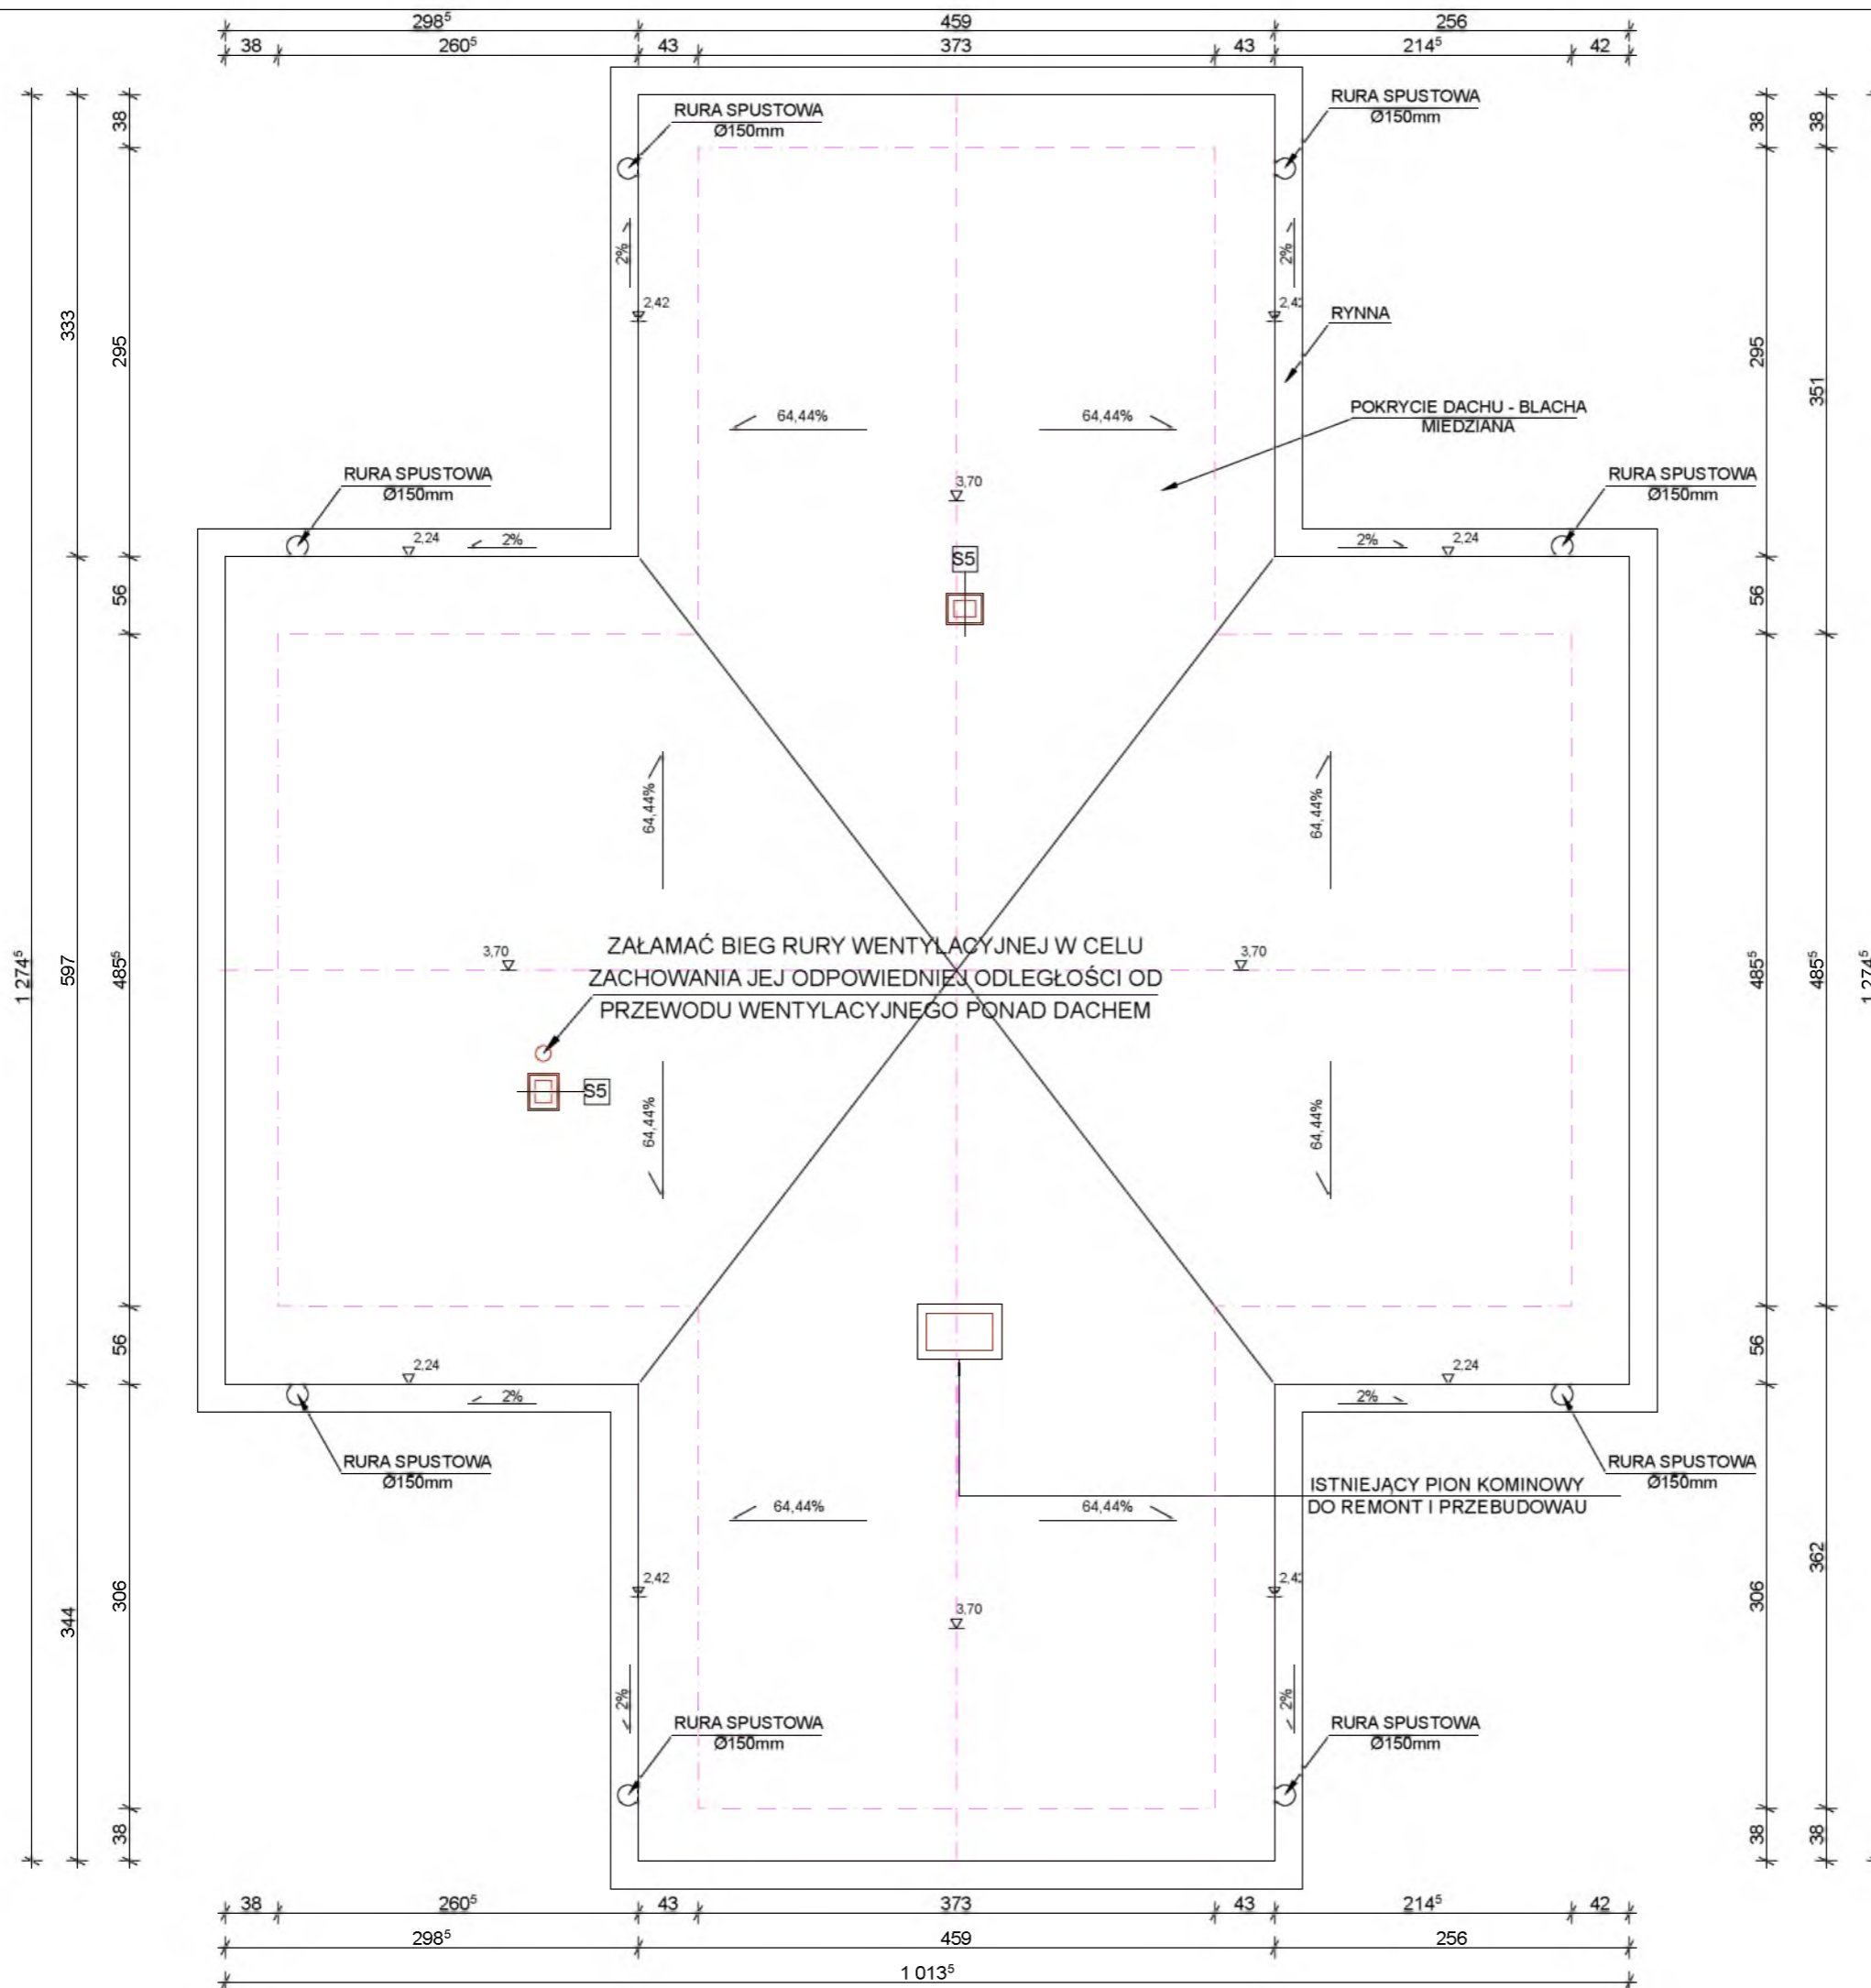 298⁵ 459 256
38 260⁵ 43 373 43 214⁵ 42
RURA SPUSTOWA
Ø150mm
RURA SPUSTOWA
Ø150mm
38
38
38
2%
2%
2,42
RYNNA
333
295
295
351
POKRYCIE DACHU - BLACHA
MIEDZIANA
64,44%
64,44%
RURA SPUSTOWA
Ø150mm
3,70
RURA SPUSTOWA
Ø150mm
2,24
2%
2%
2,24
S5
56
56
64,44%
64,44%
1 274⁵
597
485⁵
3,70
ZAŁAMAĆ BIEG RURY WENTYLACYJNEJ W CELU
ZACHOWANIA JEJ ODPOWIEDNIEJ ODLEGŁOŚCI OD
PRZEWODU WENTYLACYJNEGO PONAD DACHEM
3,70
485⁵
485⁵
1 274⁵
S5
64,44%
64,44%
56
56
2,24
2%
2%
2,24
RURA SPUSTOWA
Ø150mm
RURA SPUSTOWA
Ø150mm
ISTNIEJĄCY PION KOMINOWY
DO REMONT I PRZEBUDOWAU
64,44%
64,44%
344
306
306
362
2,42
3,70
2%
2%
RURA SPUSTOWA
Ø150mm
RURA SPUSTOWA
Ø150mm
38
38
38
38 260⁵ 43 373 43 214⁵ 42
298⁵ 459 256
1 013⁵